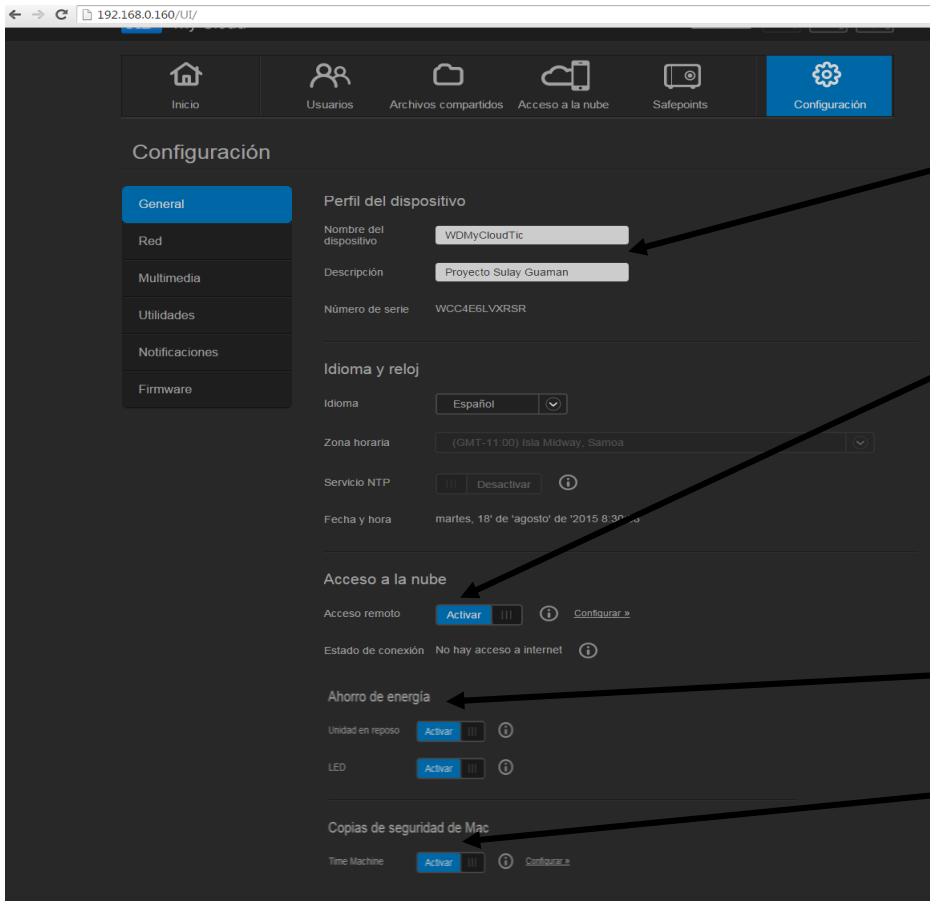 192.168.0.160/UI/
My Cloud
Inicio
Usuarios
Archivos compartidos
Acceso a la nube
Safepoints
Configuración
Configuración
General
Red
Multimedia
Utilidades
Notificaciones
Firmware
Perfil del dispositivo
Nombre del
dispositivo
WDMyCloudTic
Descripción
Proyecto Sulay Guaman
Número de serie
WCC4E6LVXRSR
Idioma y reloj
Idioma
Español
Zona horaria
(GMT-11:00) Isla Midway, Samoa
Servicio NTP
Desactivar
Fecha y hora
martes, 18' de 'agosto' de '2015
Acceso a la nube
Acceso remoto
Activar
Configurar »
Estado de conexión
No hay acceso a internet
Ahorro de energía
Unidad en reposo
Activar
LED
Activar
Copias de seguridad de Mac
Time Machine
Activar
Configurar »